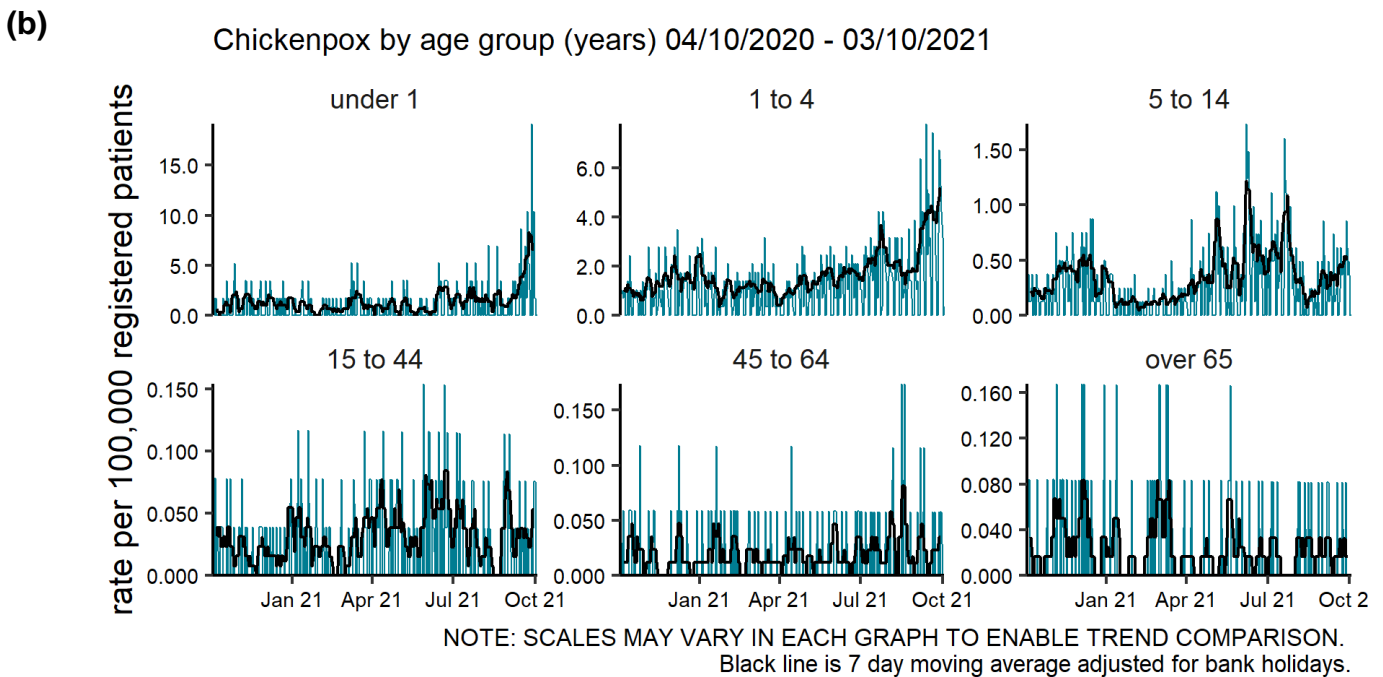 (b)
Chickenpox by age group (years) 04/10/2020 - 03/10/2021
rate per 100,000 registered patients
under 1
15.0
10.0
5.0
0.0
1 to 4
6.0
4.0
2.0
0.0
5 to 14
1.50
1.00
0.50
0.00
15 to 44
0.150
0.100
0.050
0.000
Jan 21 Apr 21 Jul 21 Oct 21
45 to 64
0.150
0.100
0.050
0.000
Jan 21 Apr 21 Jul 21 Oct 21
over 65
0.160
0.120
0.080
0.040
0.000
Jan 21 Apr 21 Jul 21 Oct 2
NOTE: SCALES MAY VARY IN EACH GRAPH TO ENABLE TREND COMPARISON.
Black line is 7 day moving average adjusted for bank holidays.